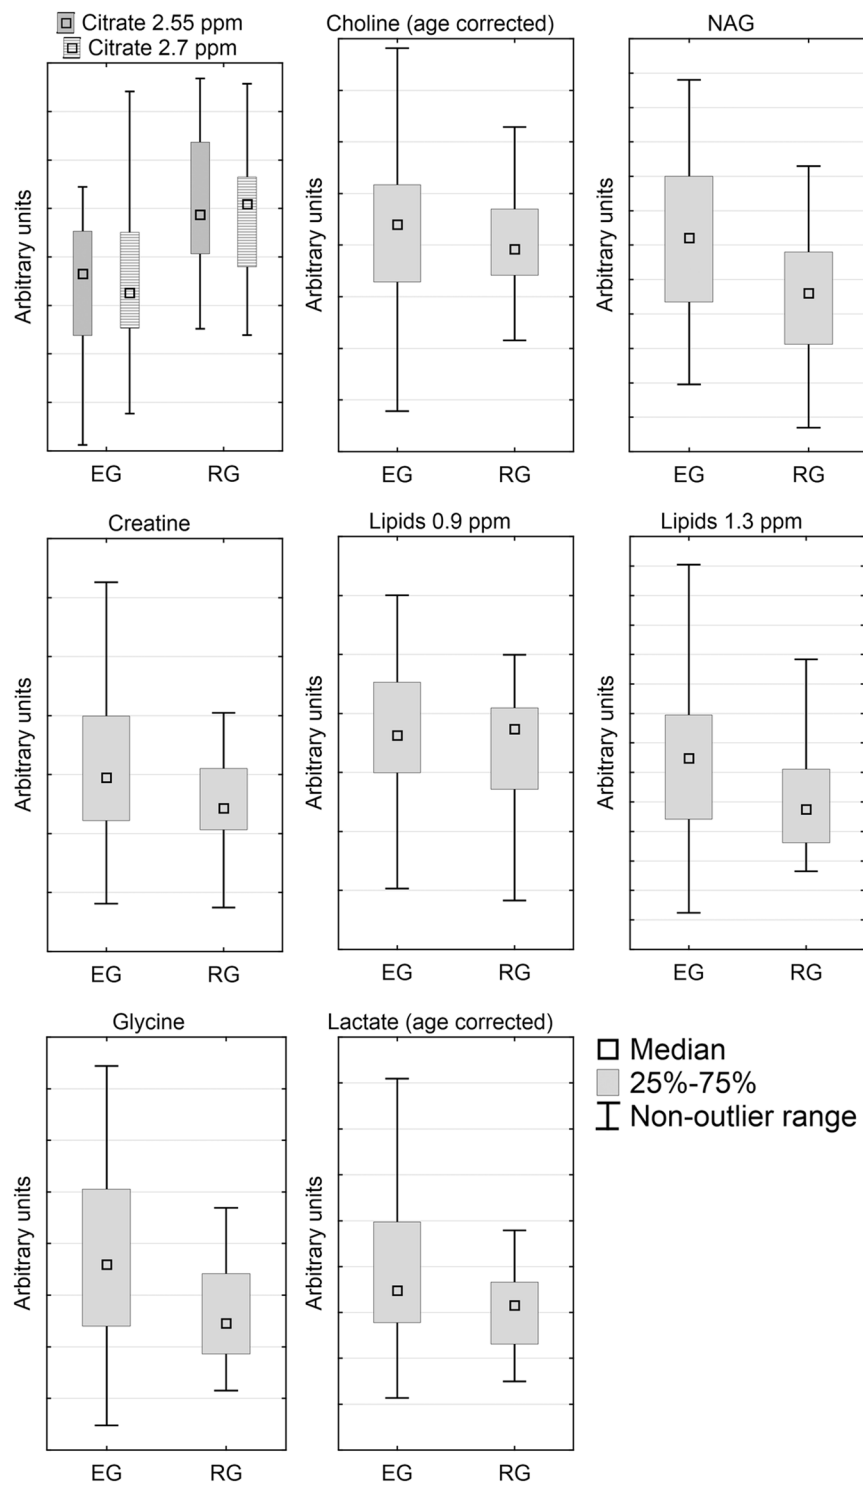 Citrate 2.55 ppm
Citrate 2.7 ppm
Arbitrary units
EG RG
Choline (age corrected)
Arbitrary units
EG RG
NAG
Arbitrary units
EG RG
Creatine
Arbitrary units
EG RG
Lipids 0.9 ppm
Arbitrary units
EG RG
Lipids 1.3 ppm
Arbitrary units
EG RG
Glycine
Arbitrary units
EG RG
Lactate (age corrected)
Arbitrary units
EG RG
Median
25%-75%
Non-outlier range